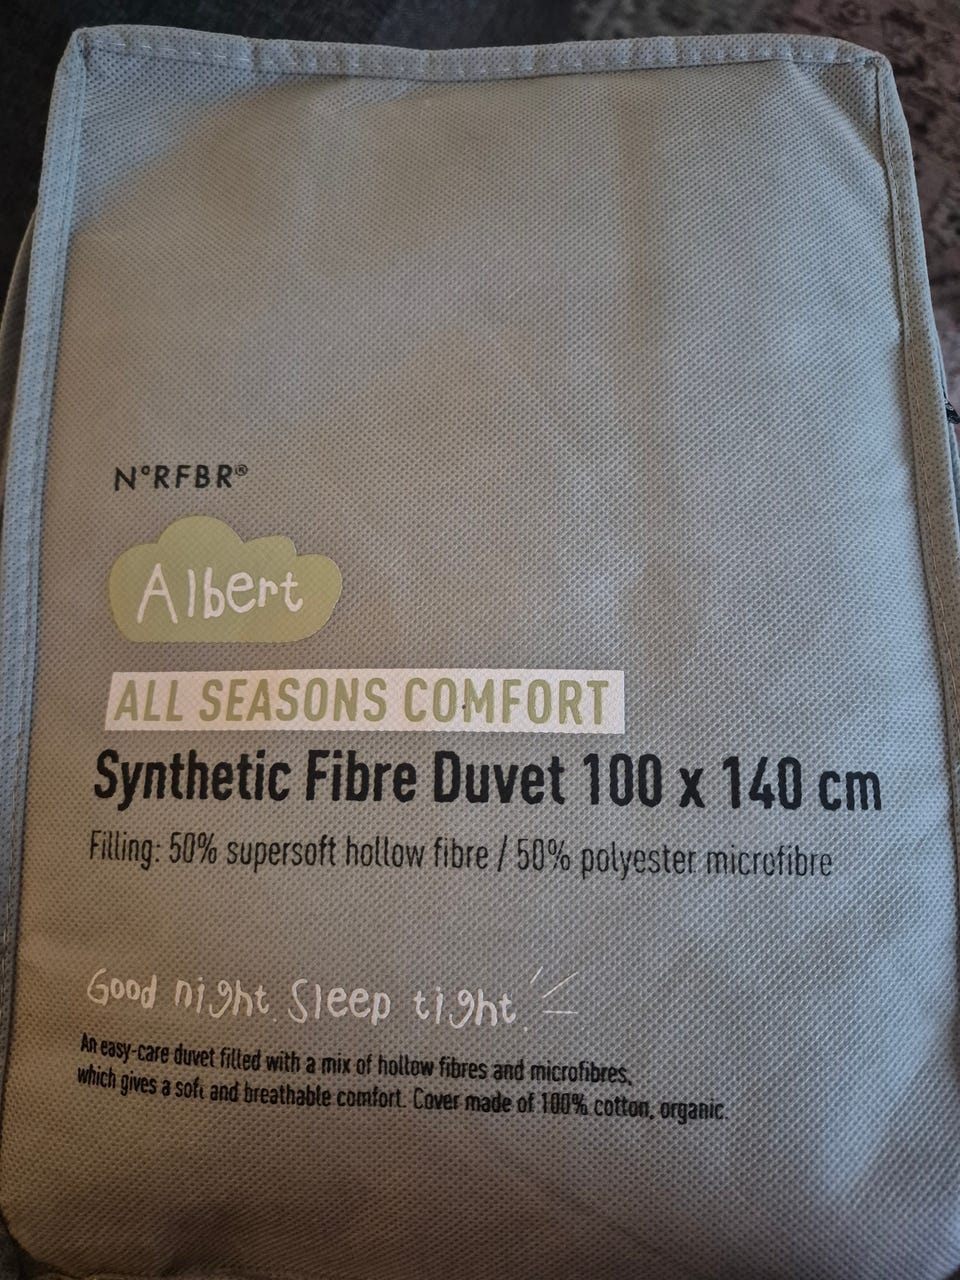 N°RFBR®
Albert
ALL SEASONS COMFORT
Synthetic Fibre Duvet 100 x 140 cm
Filling: 50% supersoft hollow fibre / 50% polyester microfibre
Good night. Sleep tight.
An easy-care duvet filled with a mix of hollow fibres and microfibres,
which gives a soft and breathable comfort. Cover made of 100% cotton, organic.